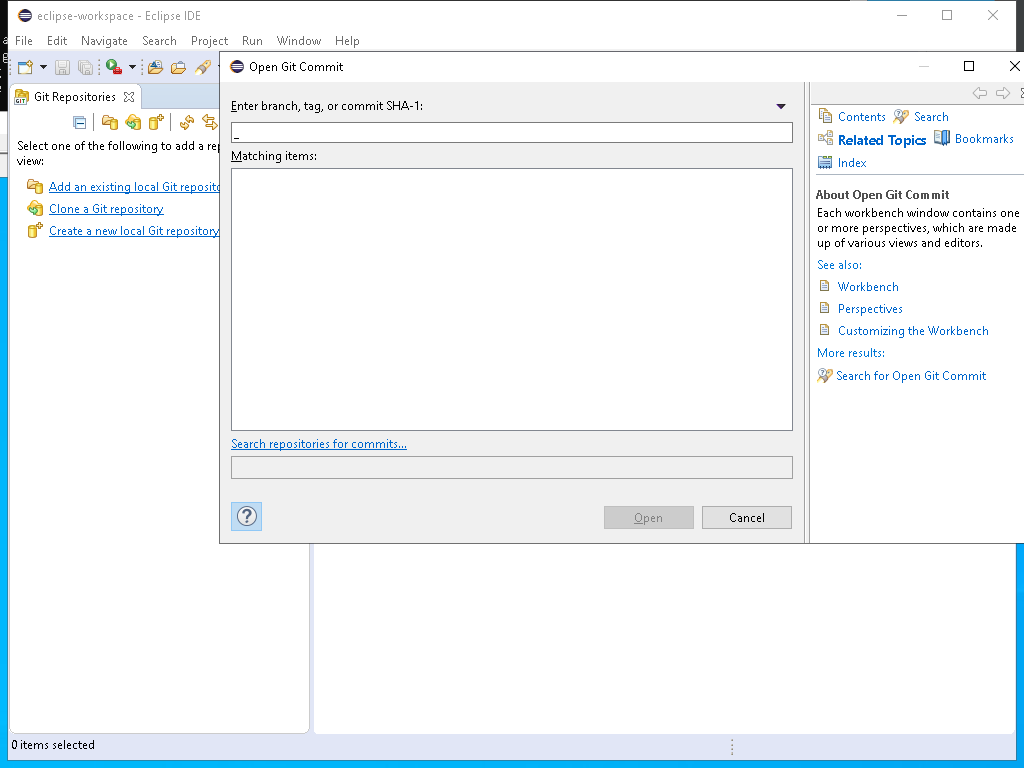 eclipse-workspace - Eclipse IDE
File Edit Navigate Search Project Run Window Help
Open Git Commit
Git Repositories
Select one of the following to add a rep
view:
Add an existing local Git reposito
Clone a Git repository
Create a new local Git repository
Enter branch, tag, or commit SHA-1:
_
Matching items:
Search repositories for commits...
Open
Cancel
Contents Search
Related Topics Bookmarks
Index
About Open Git Commit
Each workbench window contains one
or more perspectives, which are made
up of various views and editors.
See also:
Workbench
Perspectives
Customizing the Workbench
More results:
Search for Open Git Commit
0 items selected